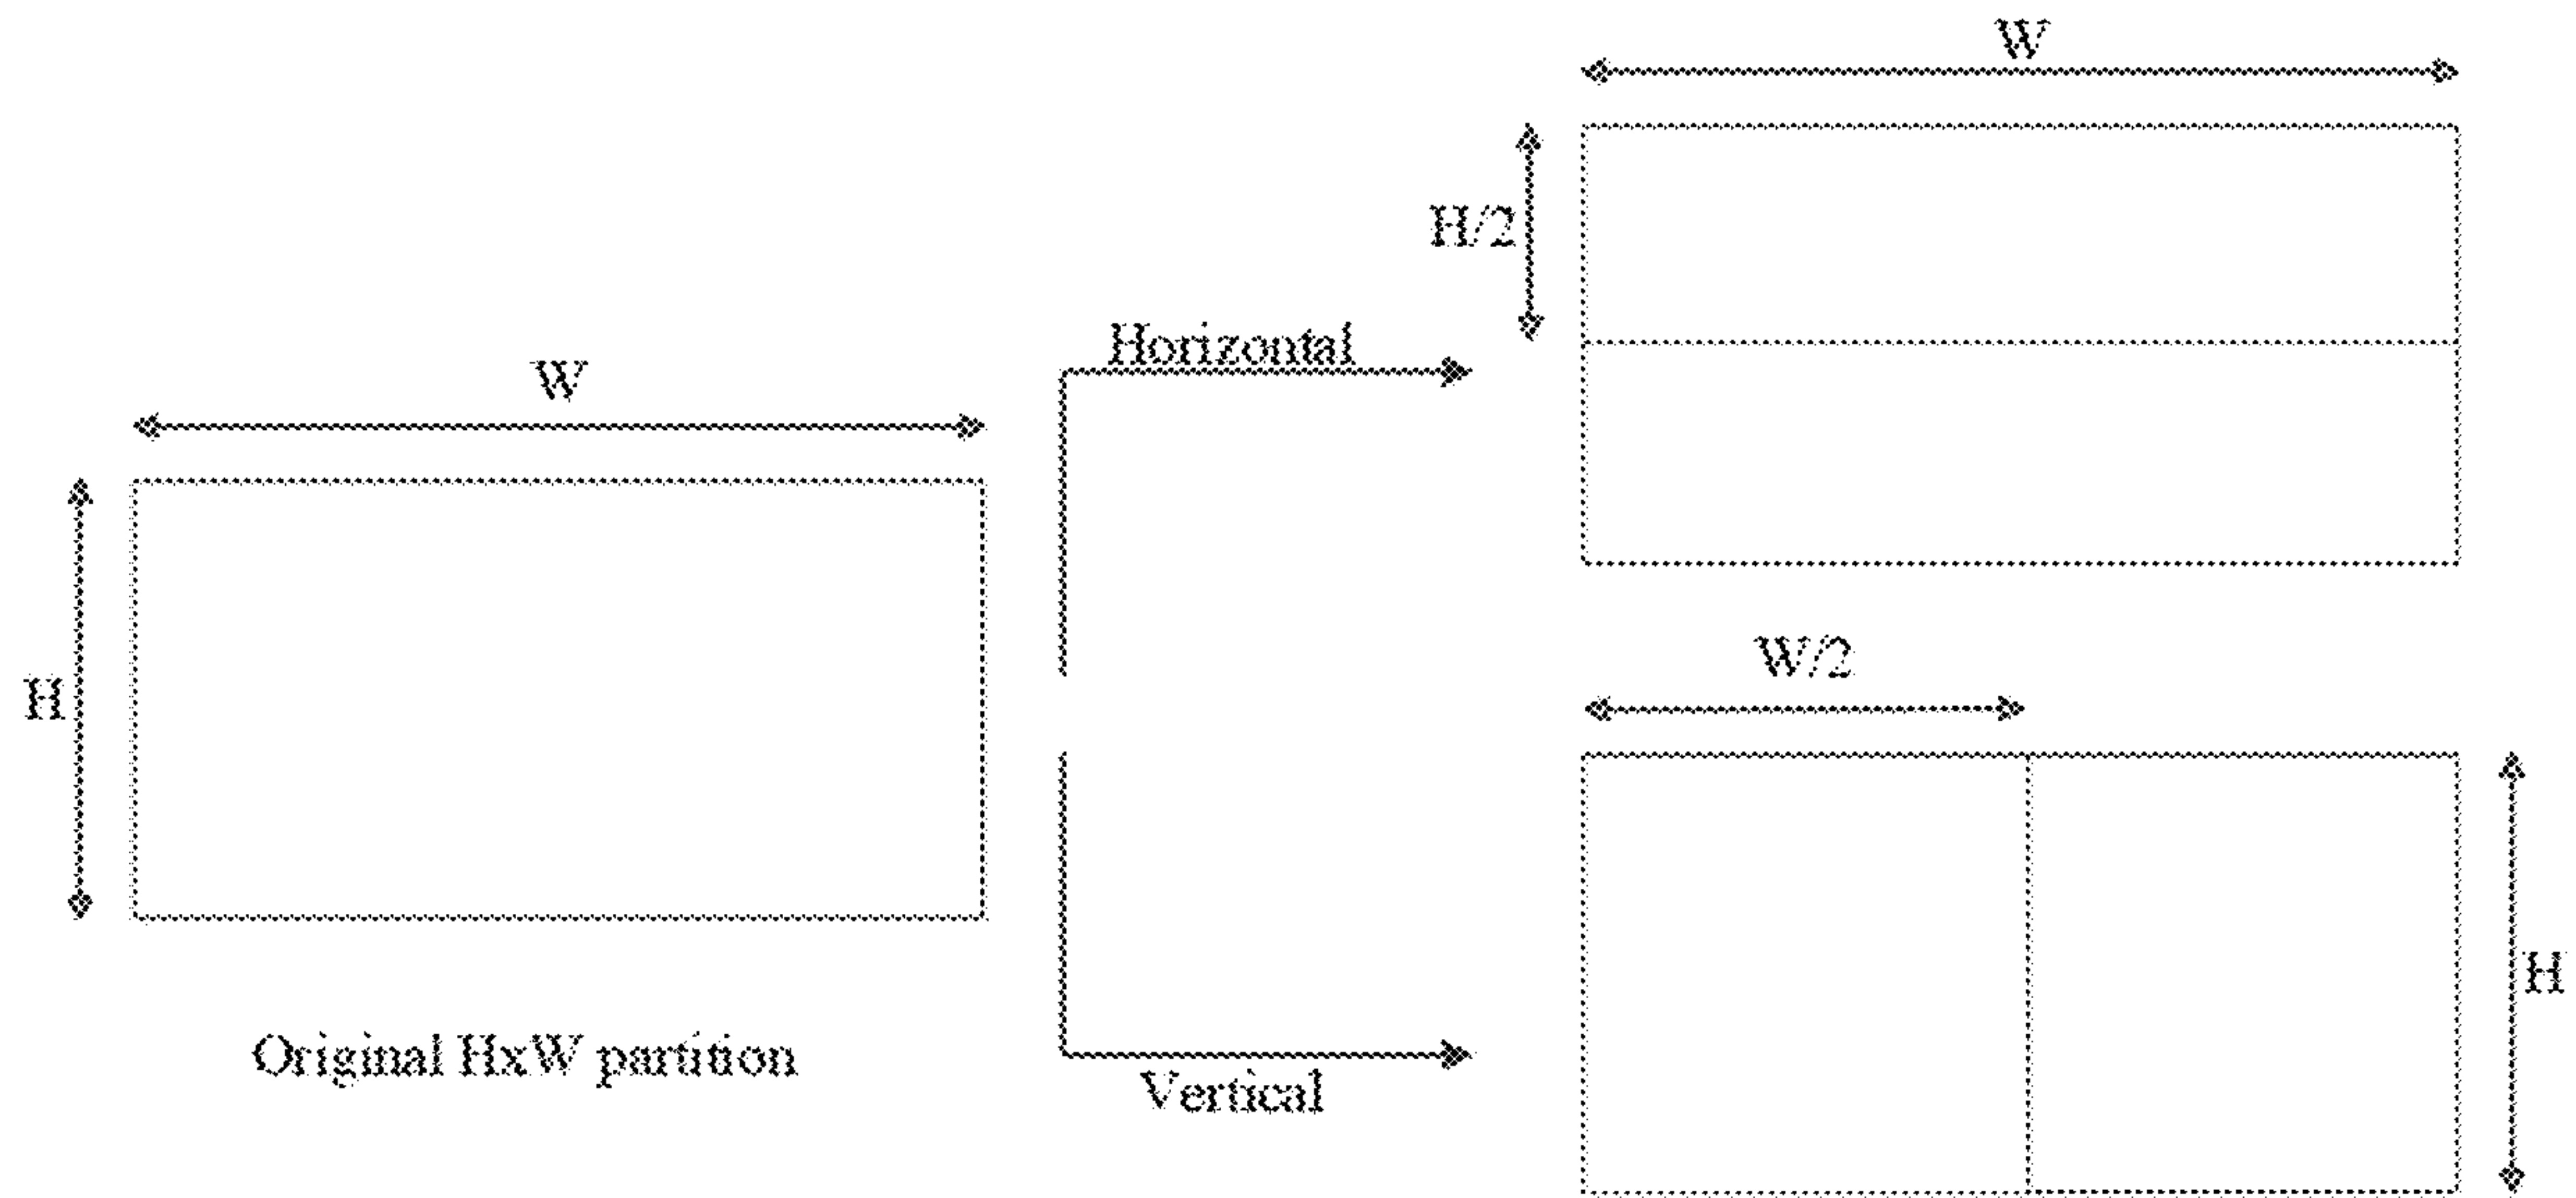 W
H
Original HxW partition
Horizontal
Vertical
W
H/2
W/2
H